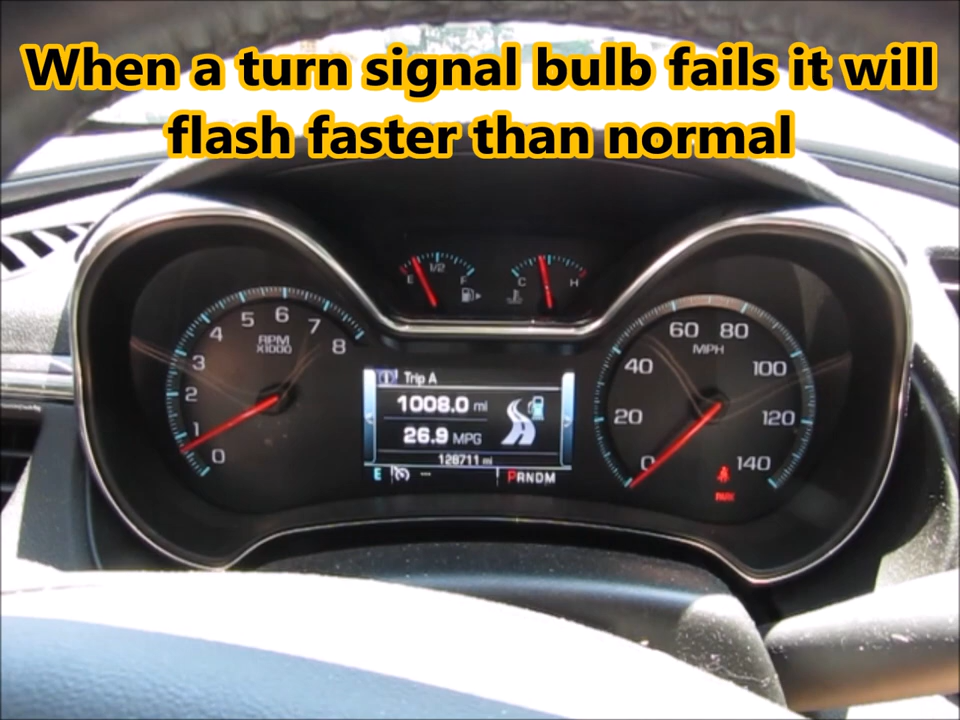 When a turn signal bulb fails it will
flash faster than normal
E 1/2 F
C H
0 1 2 3 4 5 6 7 8
RPM
X1000
Trip A
1008.0 mi
26.9 MPG
128711 mi
E -- PRNDM
0 20 40 60 80 100 120 140
MPH
PARK